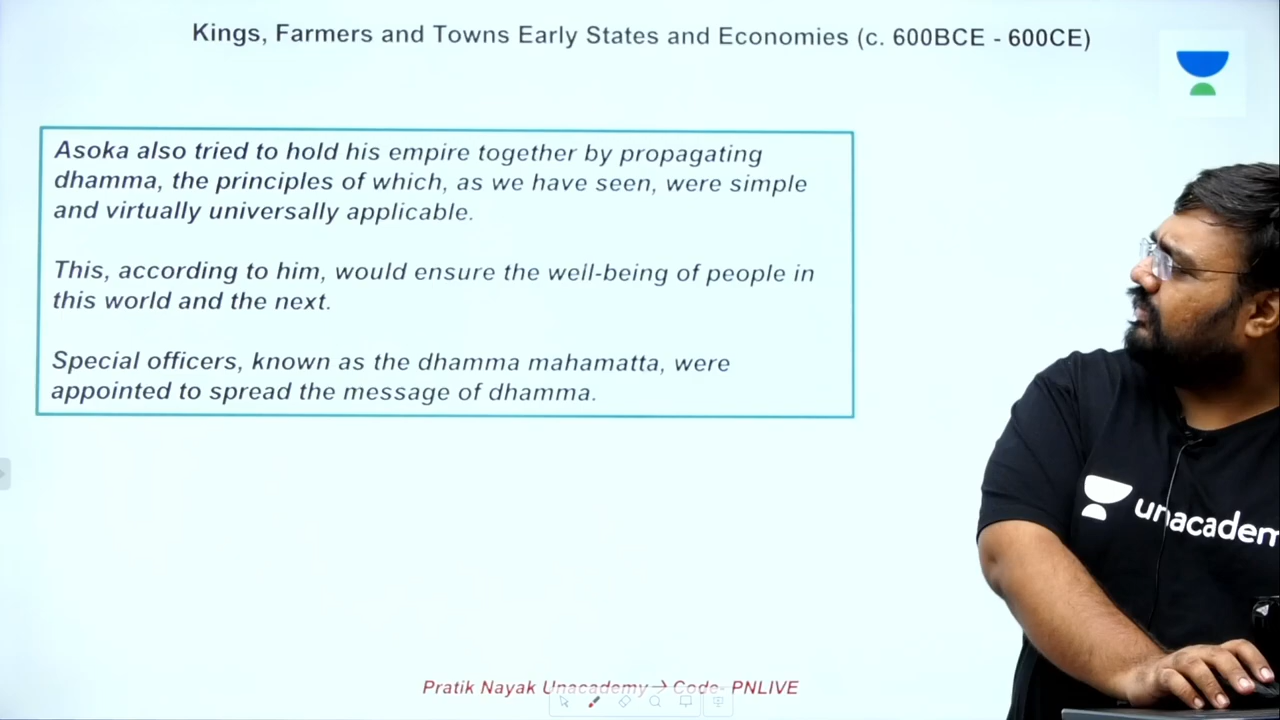 Kings, Farmers and Towns Early States and Economies (c. 600BCE - 600CE)
Asoka also tried to hold his empire together by propagating
dhamma, the principles of which, as we have seen, were simple
and virtually universally applicable.
This, according to him, would ensure the well-being of people in
this world and the next.
Special officers, known as the dhamma mahamatta, were
appointed to spread the message of dhamma.
unacadem
Pratik Nayak Unacademy → Code- PNLIVE